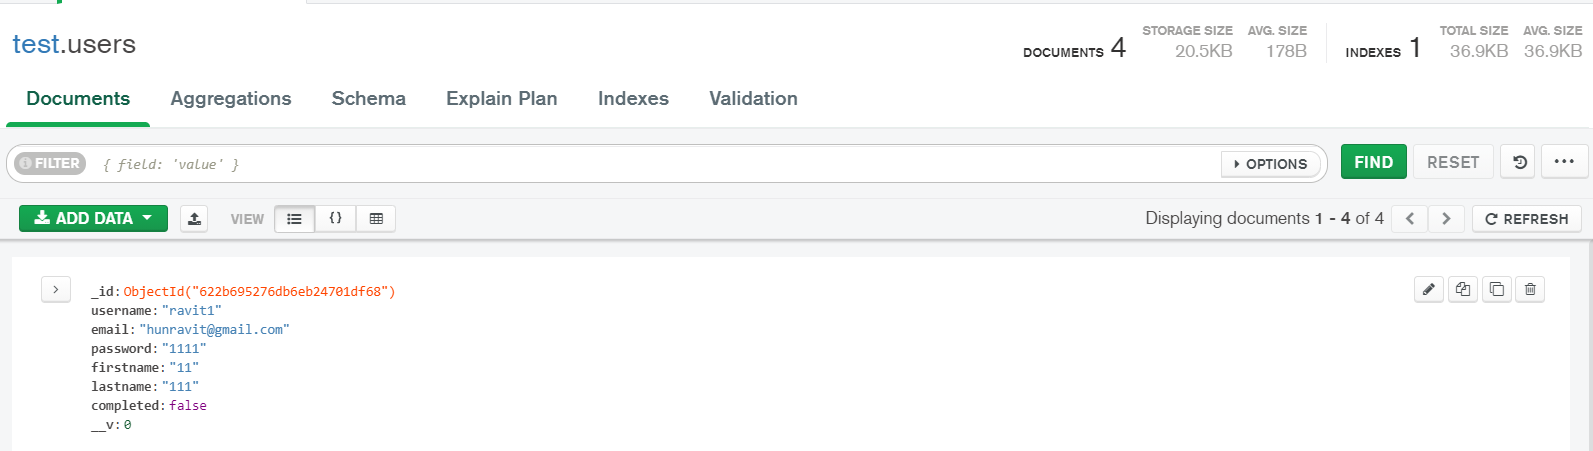 test.users
DOCUMENTS 4
STORAGE SIZE 20.5KB
AVG. SIZE 178B
INDEXES 1
TOTAL SIZE 36.9KB
AVG. SIZE 36.9KB
Documents Aggregations Schema Explain Plan Indexes Validation
FILTER { field: 'value' } OPTIONS FIND RESET
ADD DATA VIEW { } Displaying documents 1 - 4 of 4 REFRESH
_id: ObjectId("622b695276db6eb24701df68")
username: "ravit1"
email: "hunravit@gmail.com"
password: "1111"
firstname: "11"
lastname: "111"
completed: false
__v: 0